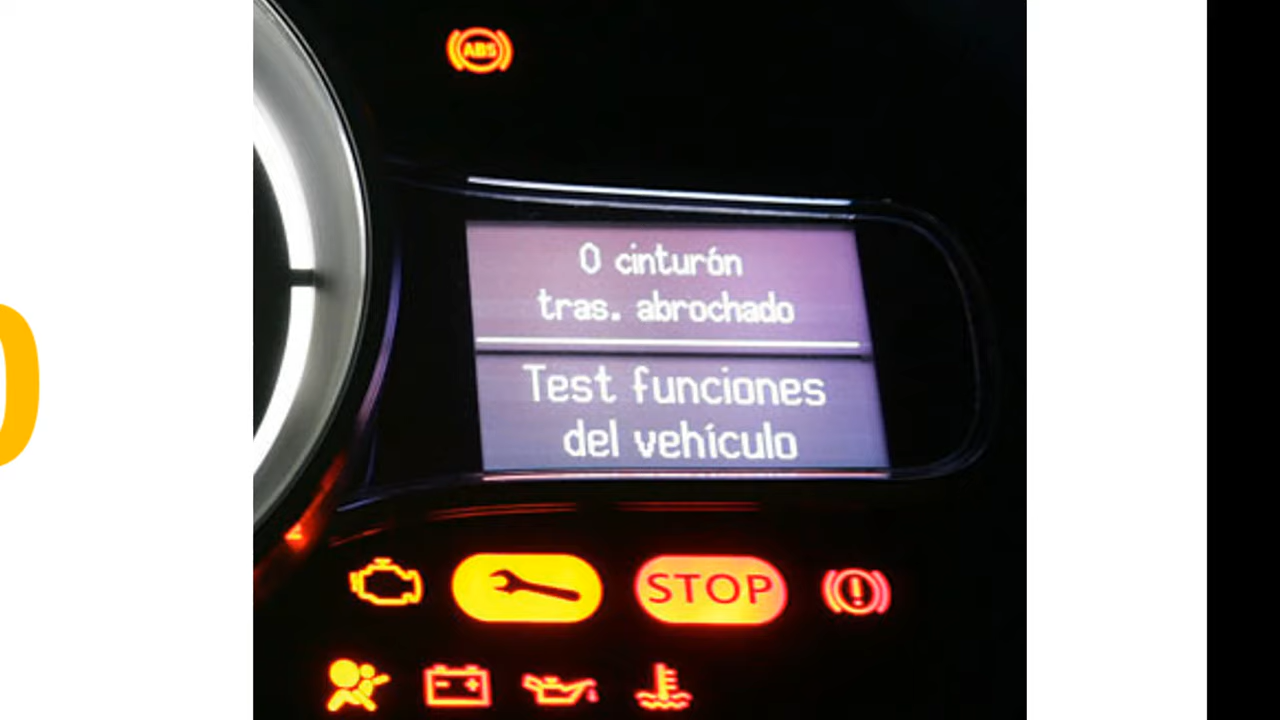 ABS
0 cinturón
tras. abrochado
Test funciones
del vehículo
STOP